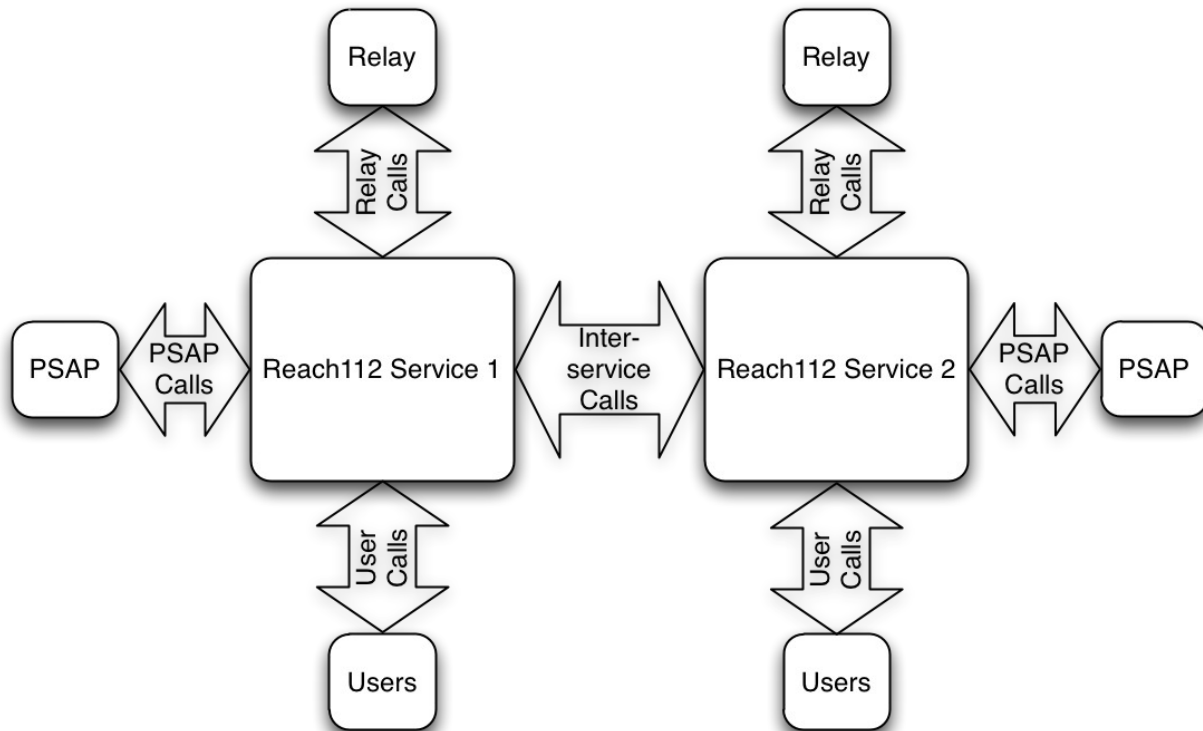 Relay
Relay
Relay
Calls
Relay
Calls
PSAP
PSAP
Calls
Reach112 Service 1
Inter-
service
Calls
Reach112 Service 2
PSAP
Calls
PSAP
User
Calls
User
Calls
Users
Users